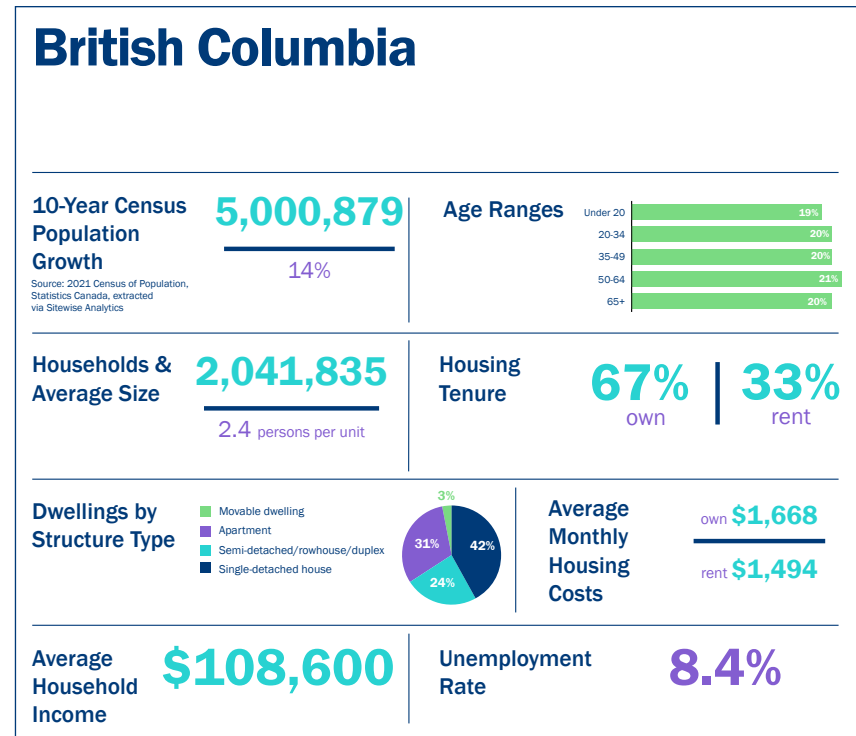 British Columbia
10-Year Census
Population
Growth
Source: 2021 Census of Population,
Statistics Canada, extracted
via Sitewise Analytics
5,000,879
14%
Age Ranges
Under 20 19%
20-34 20%
35-49 20%
50-64 21%
65+ 20%
Households &
Average Size
2,041,835
2.4 persons per unit
Housing
Tenure
67%
own
33%
rent
Dwellings by
Structure Type
Movable dwelling
Apartment
Semi-detached/rowhouse/duplex
Single-detached house
3%
31%
42%
24%
Average
Monthly
Housing
Costs
own $1,668
rent $1,494
Average
Household
Income
$108,600
Unemployment
Rate
8.4%